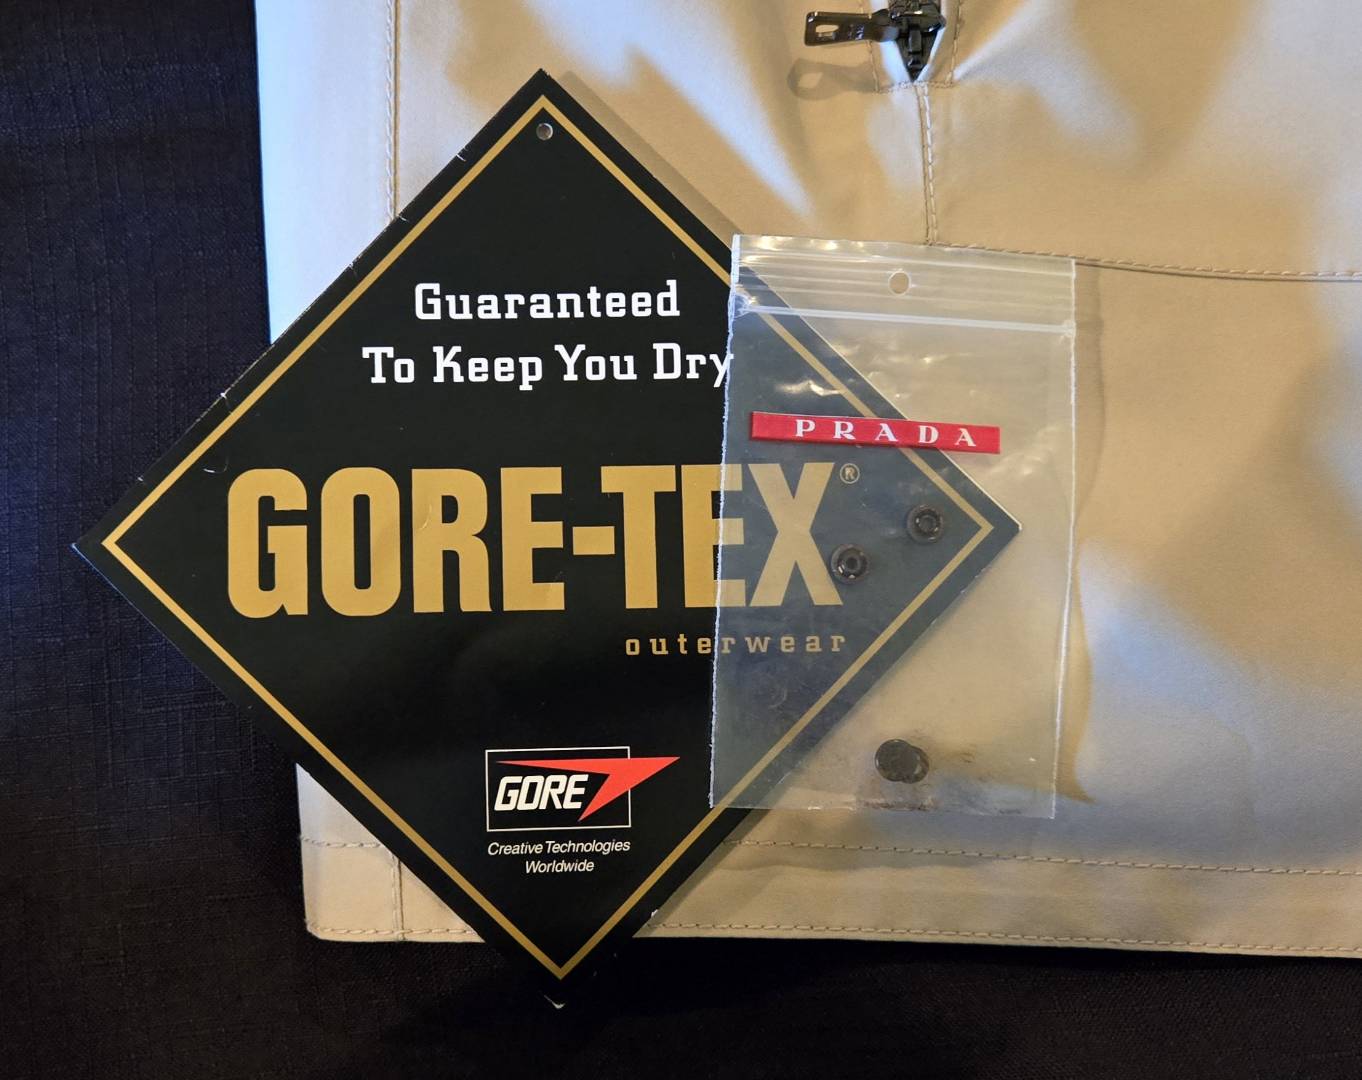 Guaranteed
To Keep You Dry
PRADA
GORE-TEX®
outerwear
GORE
Creative Technologies
Worldwide